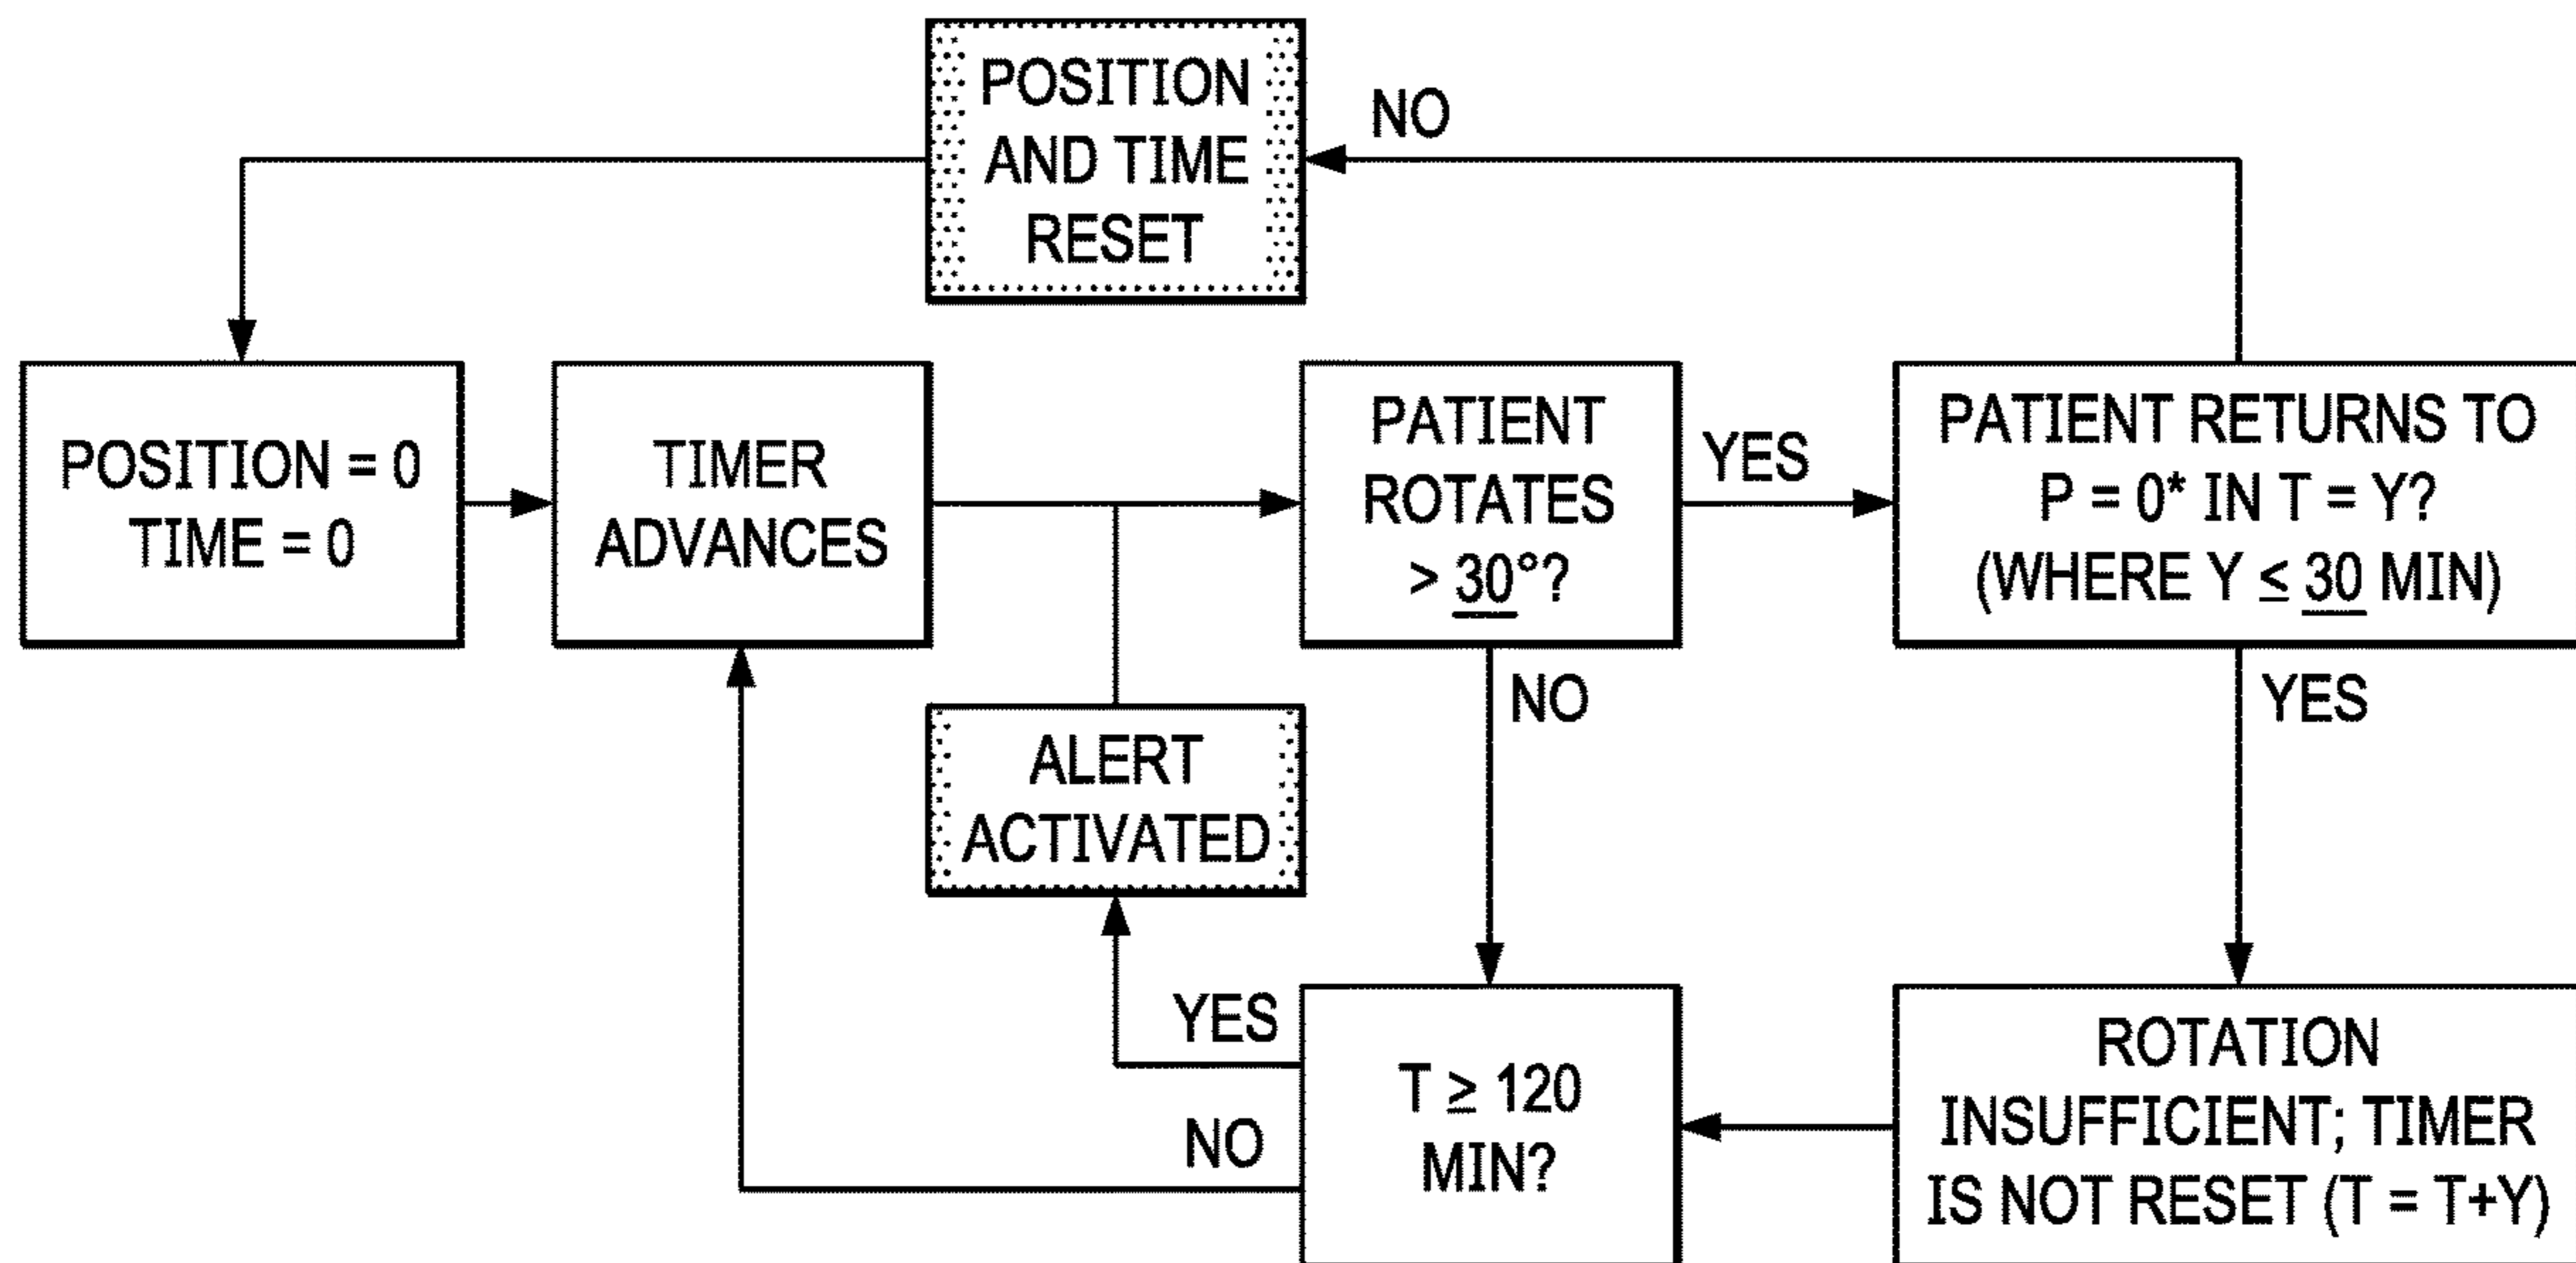 POSITION
AND TIME
RESET
NO
POSITION = 0
TIME = 0
TIMER
ADVANCES
PATIENT
ROTATES
> 30°?
YES
PATIENT RETURNS TO
P = 0* IN T = Y?
(WHERE Y ≤ 30 MIN)
NO
YES
ALERT
ACTIVATED
YES
NO
T ≥ 120
MIN?
ROTATION
INSUFFICIENT; TIMER
IS NOT RESET (T = T+Y)